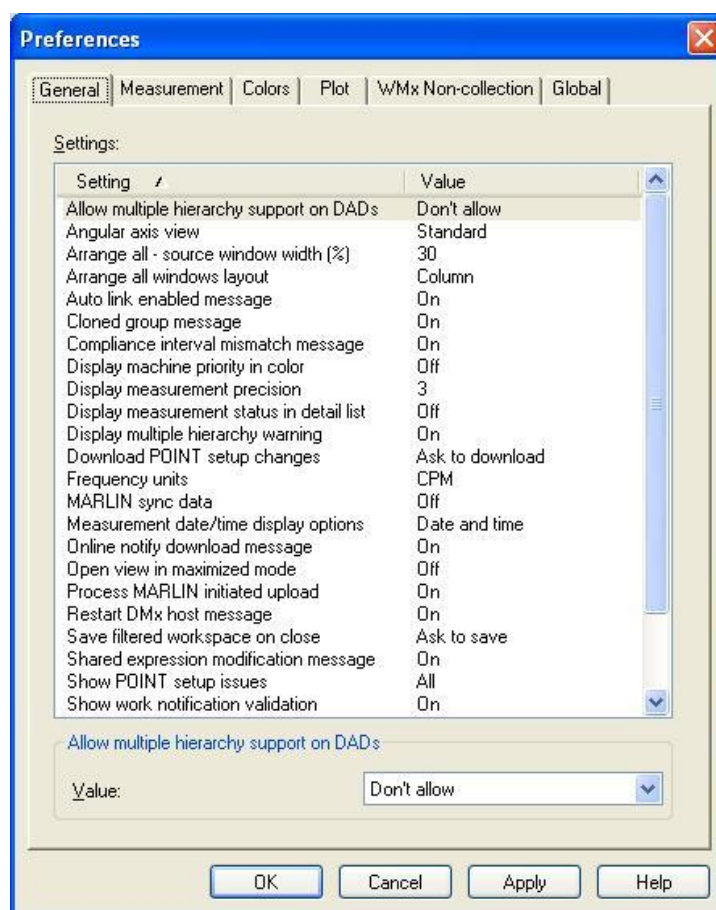 Preferences
General Measurement Colors Plot WMx Non-collection Global
Settings:
Setting Value
Allow multiple hierarchy support on DADs Don't allow
Angular axis view Standard
Arrange all - source window width (%) 30
Arrange all windows layout Column
Auto link enabled message On
Cloned group message On
Compliance interval mismatch message On
Display machine priority in color Off
Display measurement precision 3
Display measurement status in detail list Off
Display multiple hierarchy warning On
Download POINT setup changes Ask to download
Frequency units CPM
MARLIN sync data Off
Measurement date/time display options Date and time
Online notify download message On
Open view in maximized mode Off
Process MARLIN initiated upload On
Restart DMx host message On
Save filtered workspace on close Ask to save
Shared expression modification message On
Show POINT setup issues All
Show work notification validation On
Allow multiple hierarchy support on DADs
Value: Don't allow
OK Cancel Apply Help